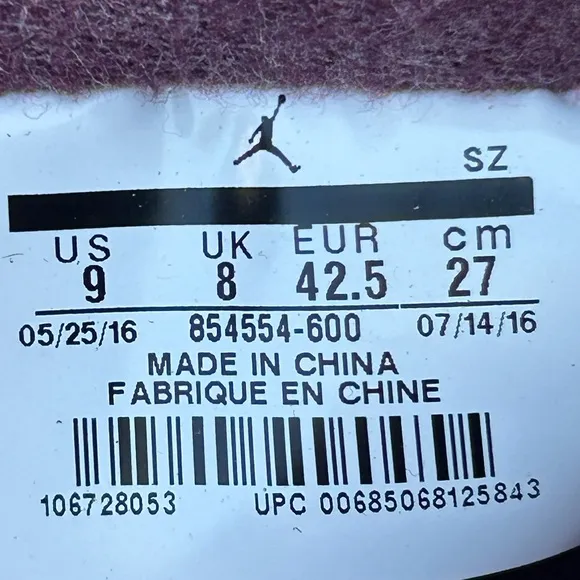 SZ
US UK EUR cm
9 8 42.5 27
05/25/16 854554-600 07/14/16
MADE IN CHINA
FABRIQUE EN CHINE
106728053 UPC 00685068125843